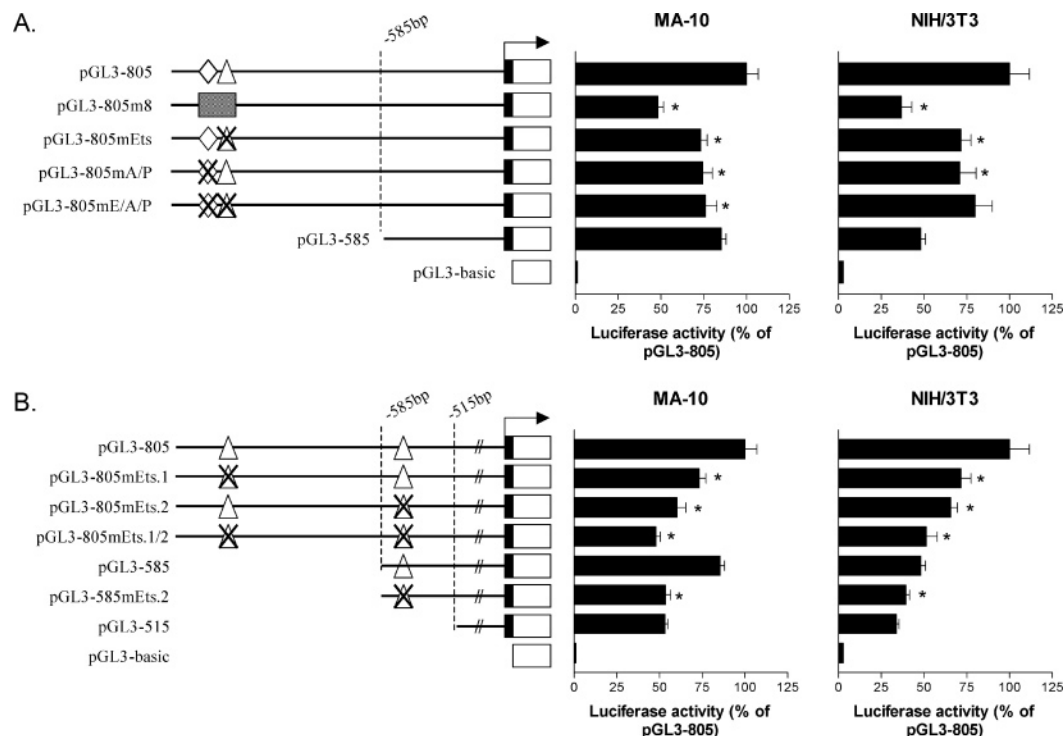 A.
MA-10
NIH/3T3
-585bp
pGL3-805
pGL3-805m8
*
*
pGL3-805mEts
*
*
pGL3-805mA/P
*
*
pGL3-805mE/A/P
*
pGL3-585
pGL3-basic
0 25 50 75 100 125
0 25 50 75 100 125
Luciferase activity (% of
pGL3-805)
Luciferase activity (% of
pGL3-805)
B.
MA-10
NIH/3T3
-585bp
-515bp
pGL3-805
//
pGL3-805mEts.1
//
*
*
pGL3-805mEts.2
//
*
*
pGL3-805mEts.1/2
//
*
*
pGL3-585
//
pGL3-585mEts.2
//
*
*
pGL3-515
//
pGL3-basic
0 25 50 75 100 125
0 25 50 75 100 125
Luciferase activity (% of
pGL3-805)
Luciferase activity (% of
pGL3-805)